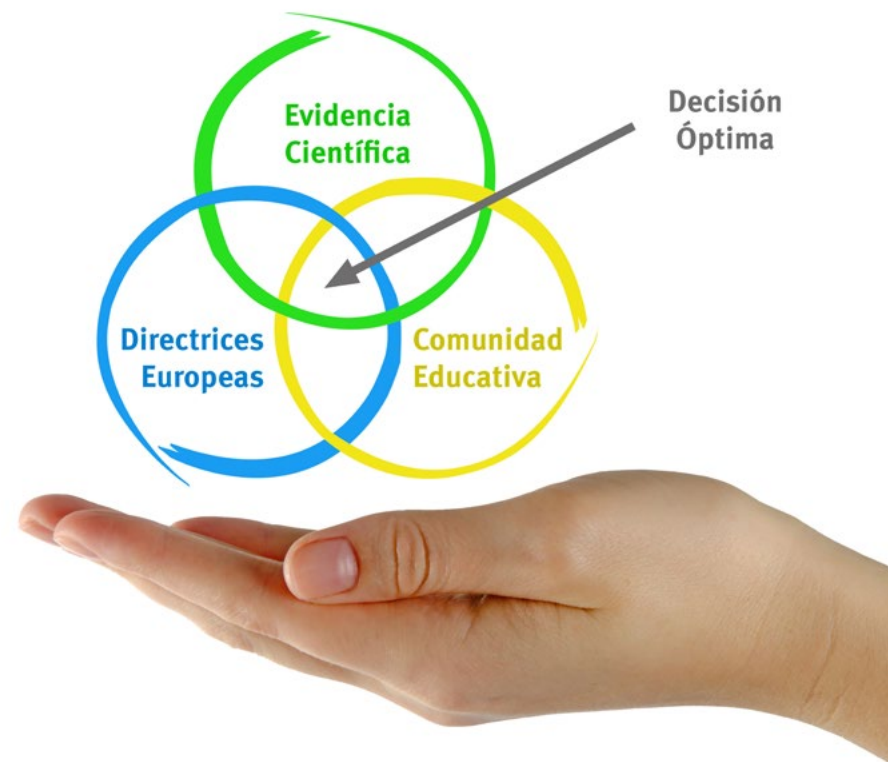 Evidencia
Científica
Decisión
Óptima
Directrices
Europeas
Comunidad
Educativa